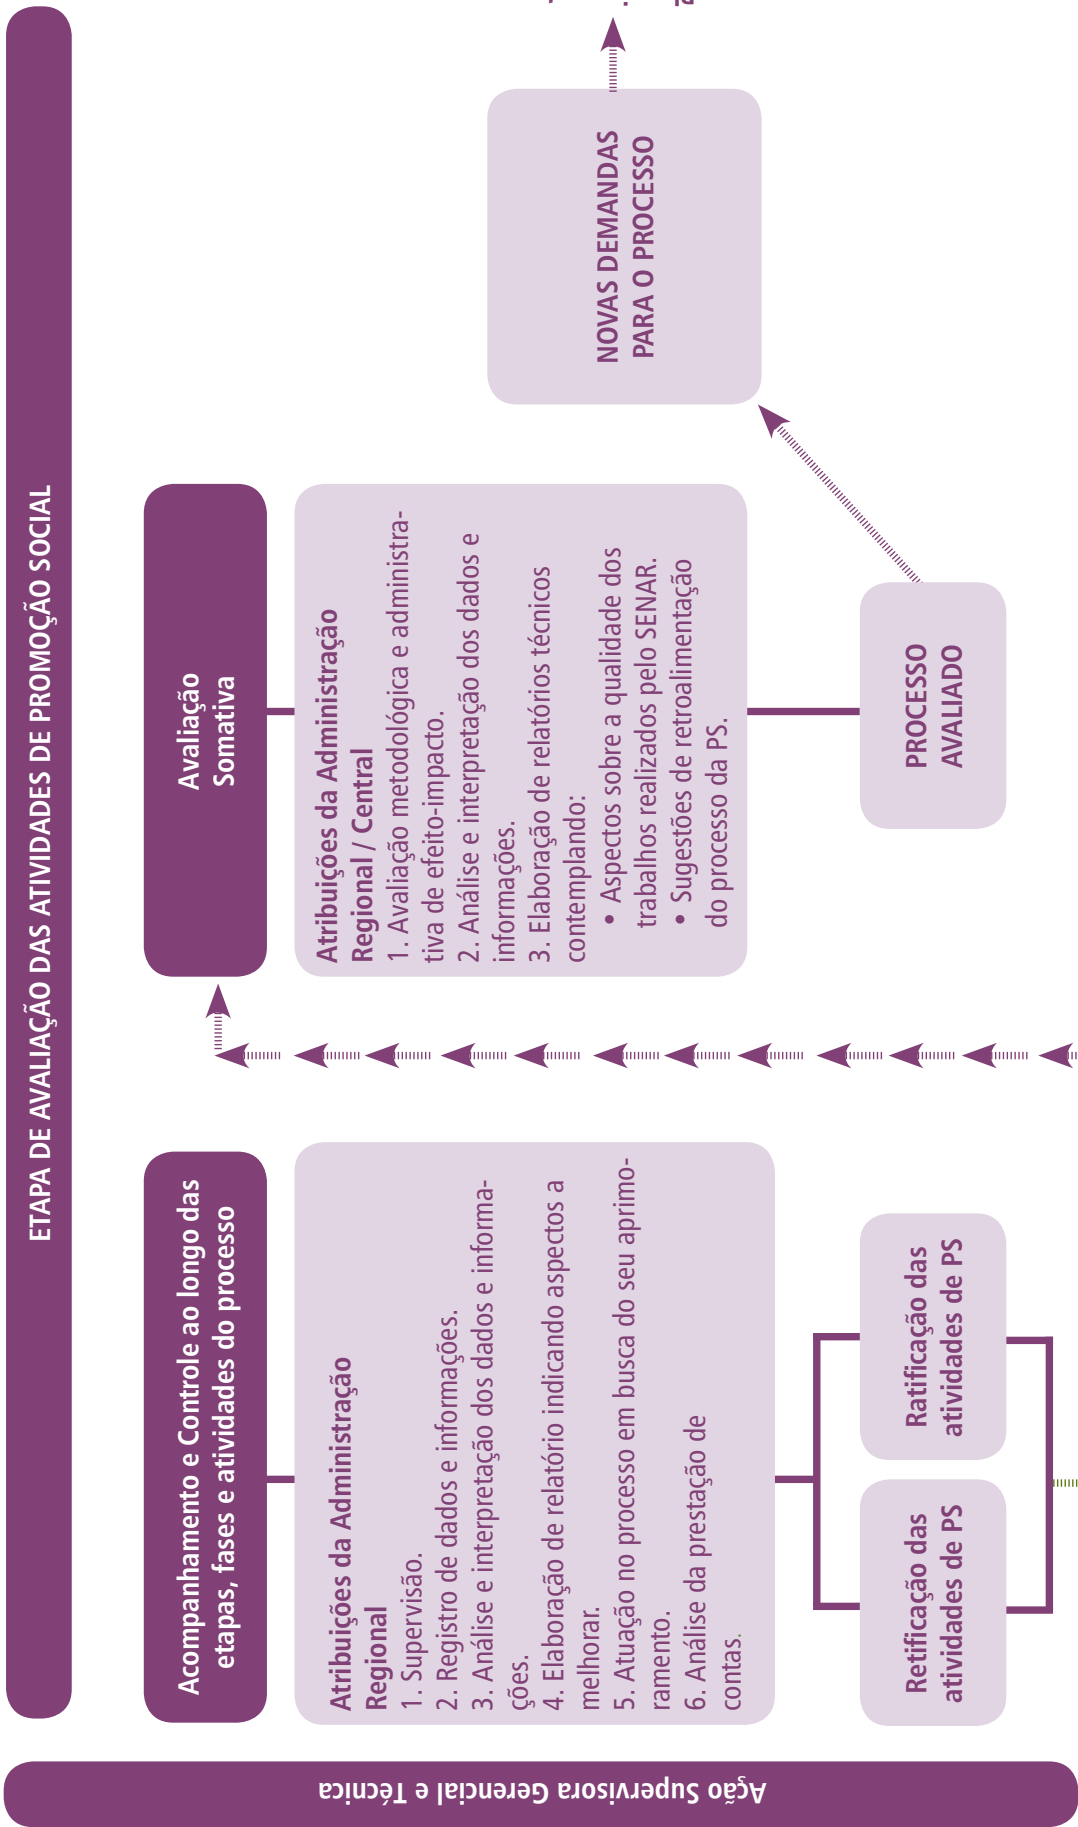 ETAPA DE AVALIAÇÃO DAS ATIVIDADES DE PROMOÇÃO SOCIAL
Ação Supervisora Gerencial e Técnica
Acompanhamento e Controle ao longo das
etapas, fases e atividades do processo
Atribuições da Administração
Regional
1. Supervisão.
2. Registro de dados e informações.
3. Análise e interpretação dos dados e informa-
ções.
4. Elaboração de relatório indicando aspectos a
melhorar.
5. Atuação no processo em busca do seu aprimo-
ramento.
6. Análise da prestação de
contas.
Retificação das
atividades de PS
Ratificação das
atividades de PS
Avaliação
Somativa
Atribuições da Administração
Regional / Central
1. Avaliação metodológica e administra-
tiva de efeito-impacto.
2. Análise e interpretação dos dados e
informações.
3. Elaboração de relatórios técnicos
contemplando:
• Aspectos sobre a qualidade dos
trabalhos realizados pelo SENAR.
• Sugestões de retroalimentação
do processo da PS.
PROCESSO
AVALIADO
NOVAS DEMANDAS
PARA O PROCESSO